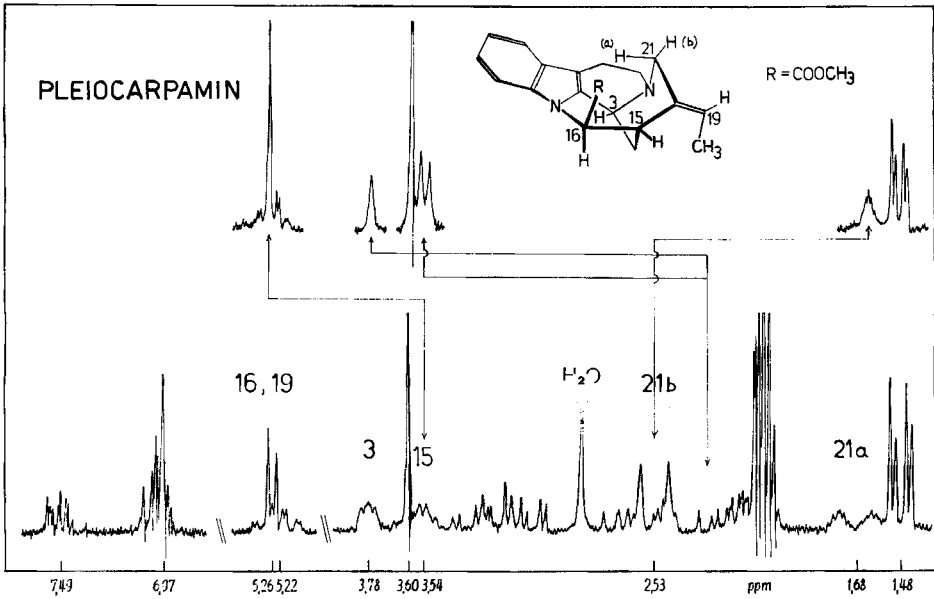 PLEIOCARPAMIN
H (a)
21
H (b)
R
N
R = COOCH3
3
H
N
15
H
19
16
H
H
CH3
16, 19
3
15
H2O
21b
21a
7,49
6,97
5,26
5,22
3,78
3,60
3,54
2,53
ppm
1,68
1,48